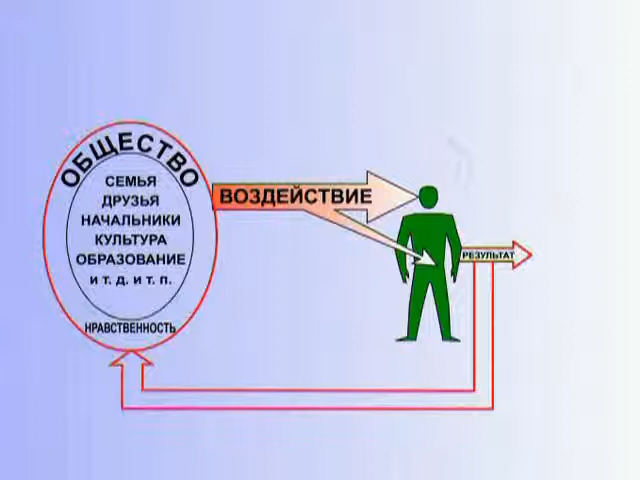 ОБЩЕСТВО
СЕМЬЯ
ДРУЗЬЯ
НАЧАЛЬНИКИ
КУЛЬТУРА
ОБРАЗОВАНИЕ
и т. д. и т. п.
НРАВСТВЕННОСТЬ
ВОЗДЕЙСТВИЕ
РЕЗУЛЬТАТ